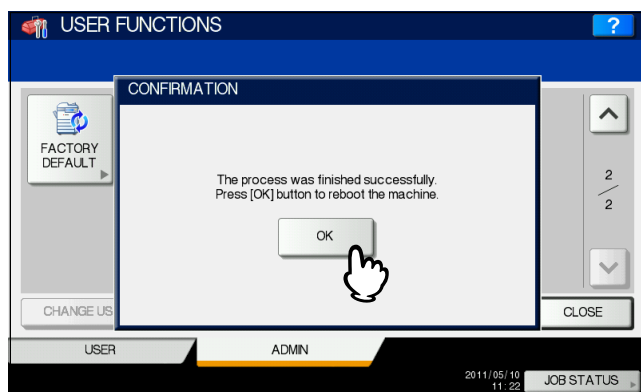 USER FUNCTIONS
?
CONFIRMATION
FACTORY
DEFAULT
The process was finished successfully.
Press [OK] button to reboot the machine.
OK
2
2
CHANGE US
CLOSE
USER
ADMIN
2011/05/10
11:22
JOB STATUS